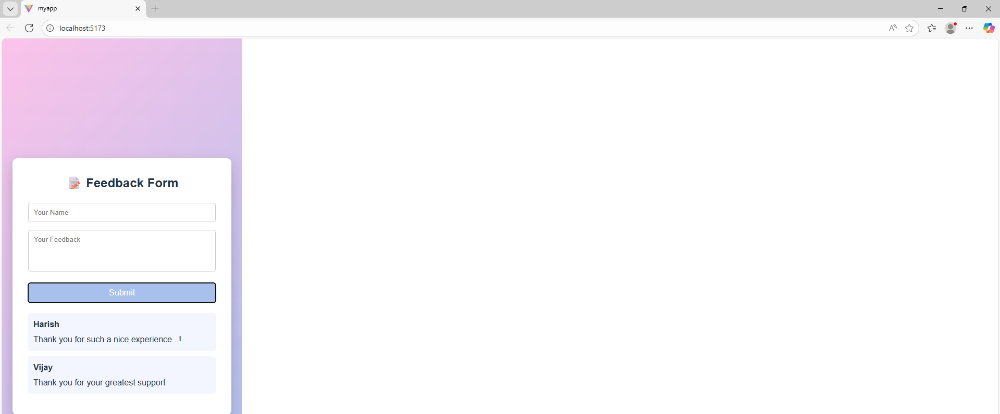 myapp
localhost:5173
Feedback Form
Your Name
Your Feedback
Submit
Harish
Thank you for such a nice experience...!
Vijay
Thank you for your greatest support